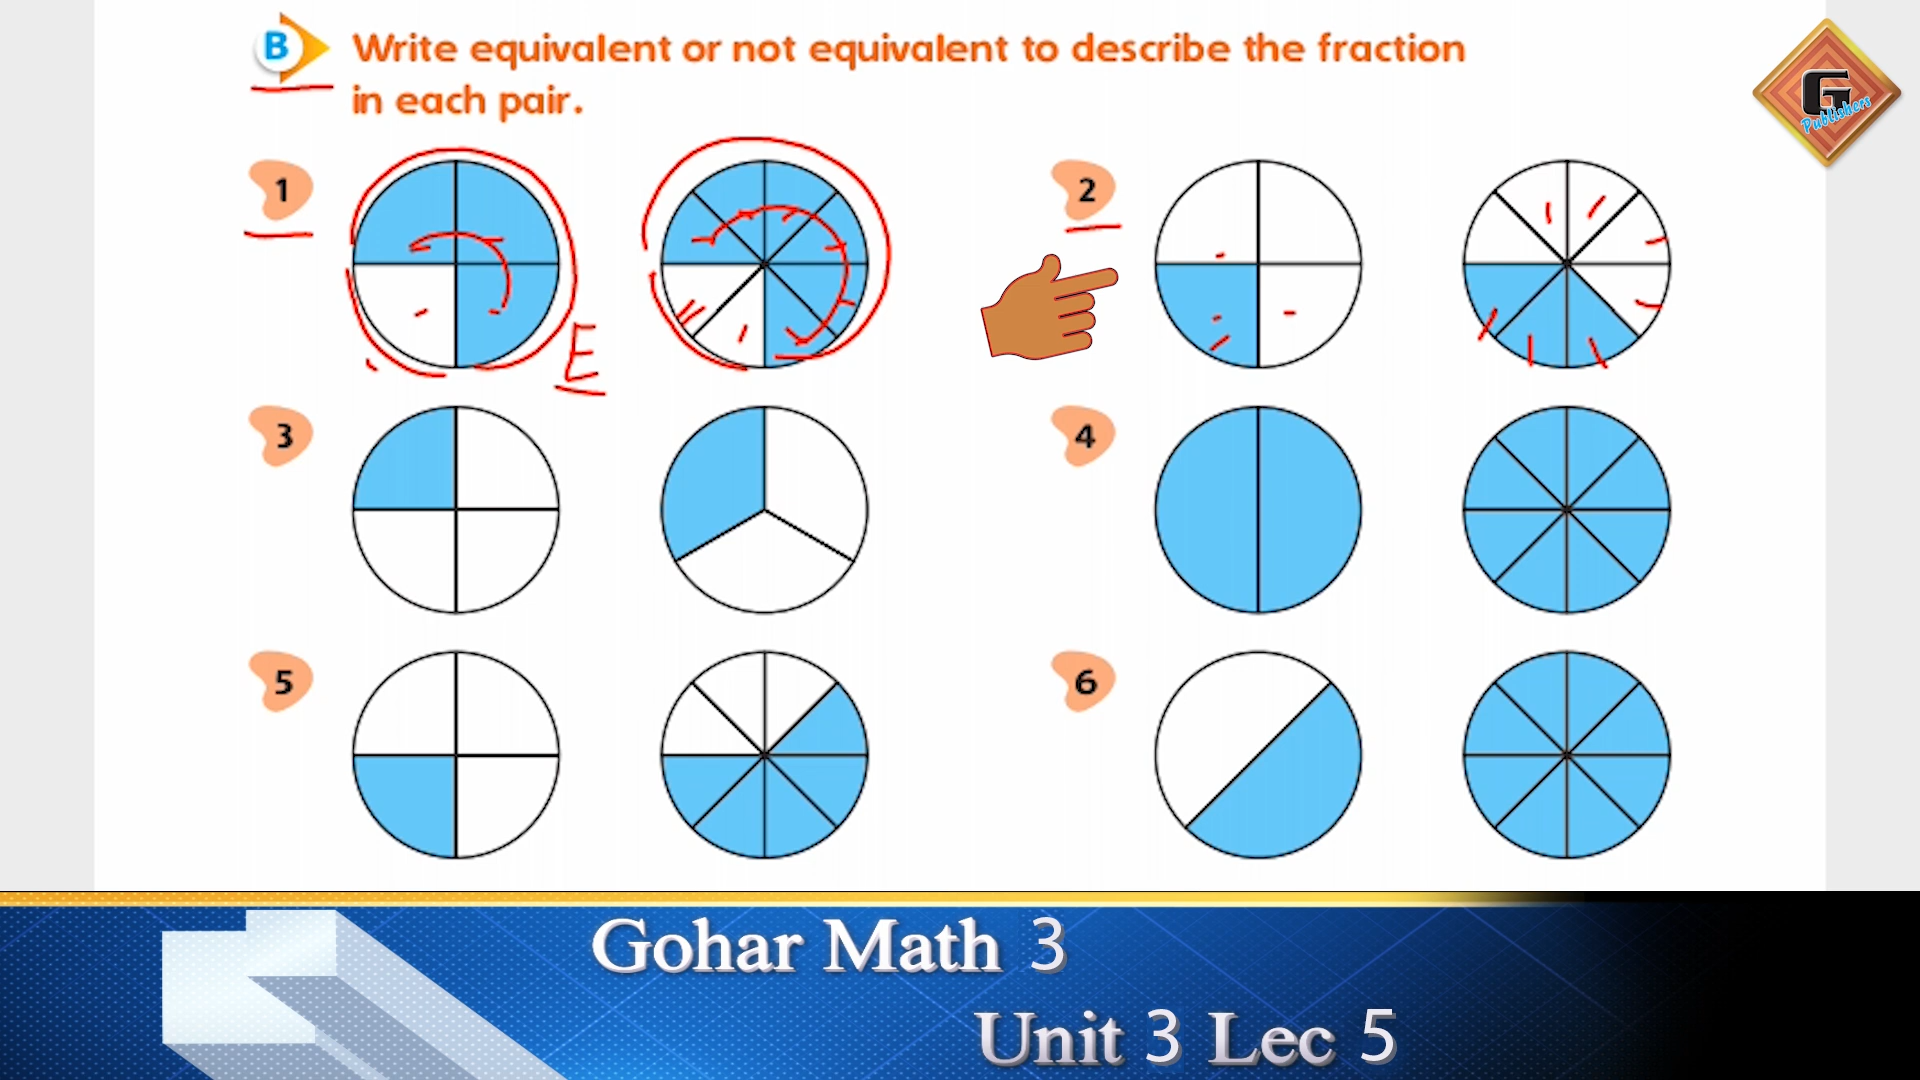 B Write equivalent or not equivalent to describe the fraction
in each pair.
G
Publishers
1
2
E
3
4
5
6
Gohar Math 3
Unit 3 Lec 5